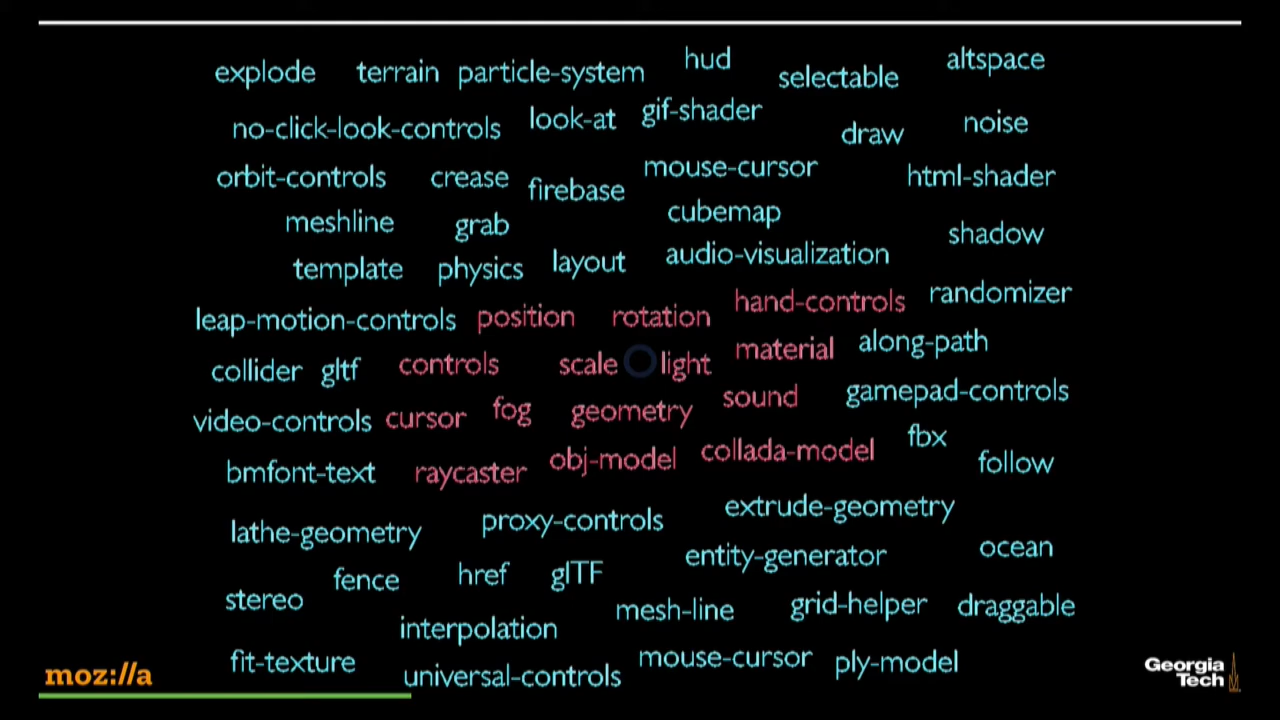 explode terrain particle-system hud selectable altspace
no-click-look-controls look-at gif-shader draw noise
orbit-controls crease firebase mouse-cursor html-shader
meshline grab cubemap shadow
template physics layout audio-visualization
leap-motion-controls position rotation hand-controls randomizer
collider gltf controls scale light material along-path
video-controls cursor fog geometry sound gamepad-controls
bmfont-text raycaster obj-model collada-model fbx follow
lathe-geometry proxy-controls extrude-geometry
fence href glTF entity-generator ocean
stereo interpolation mesh-line grid-helper draggable
fit-texture universal-controls mouse-cursor ply-model
moz://a
Georgia
Tech